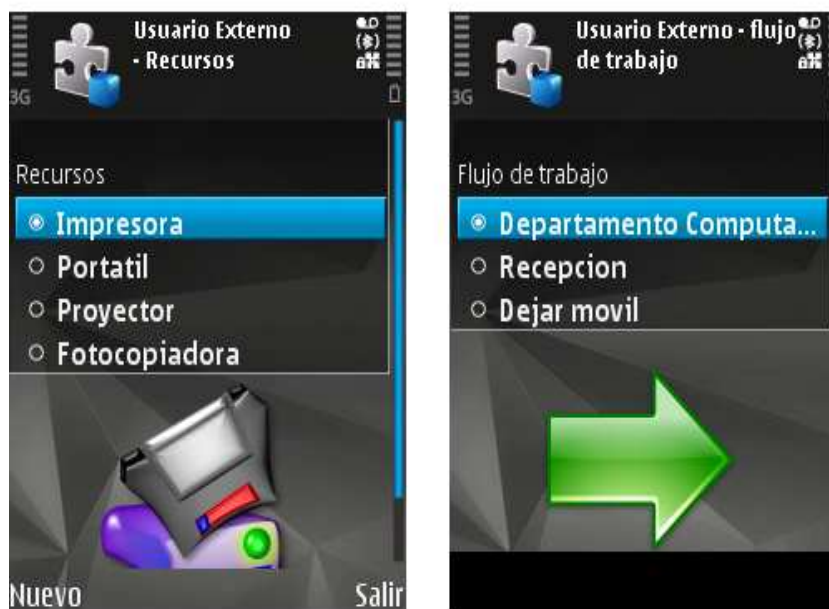 Usuario Externo
- Recursos
3G
Recursos
Impresora
Portatil
Proyector
Fotocopiadora
Nuevo
Salir
Usuario Externo - flujo
de trabajo
3G
Flujo de trabajo
Departamento Computa...
Recepcion
Dejar movil